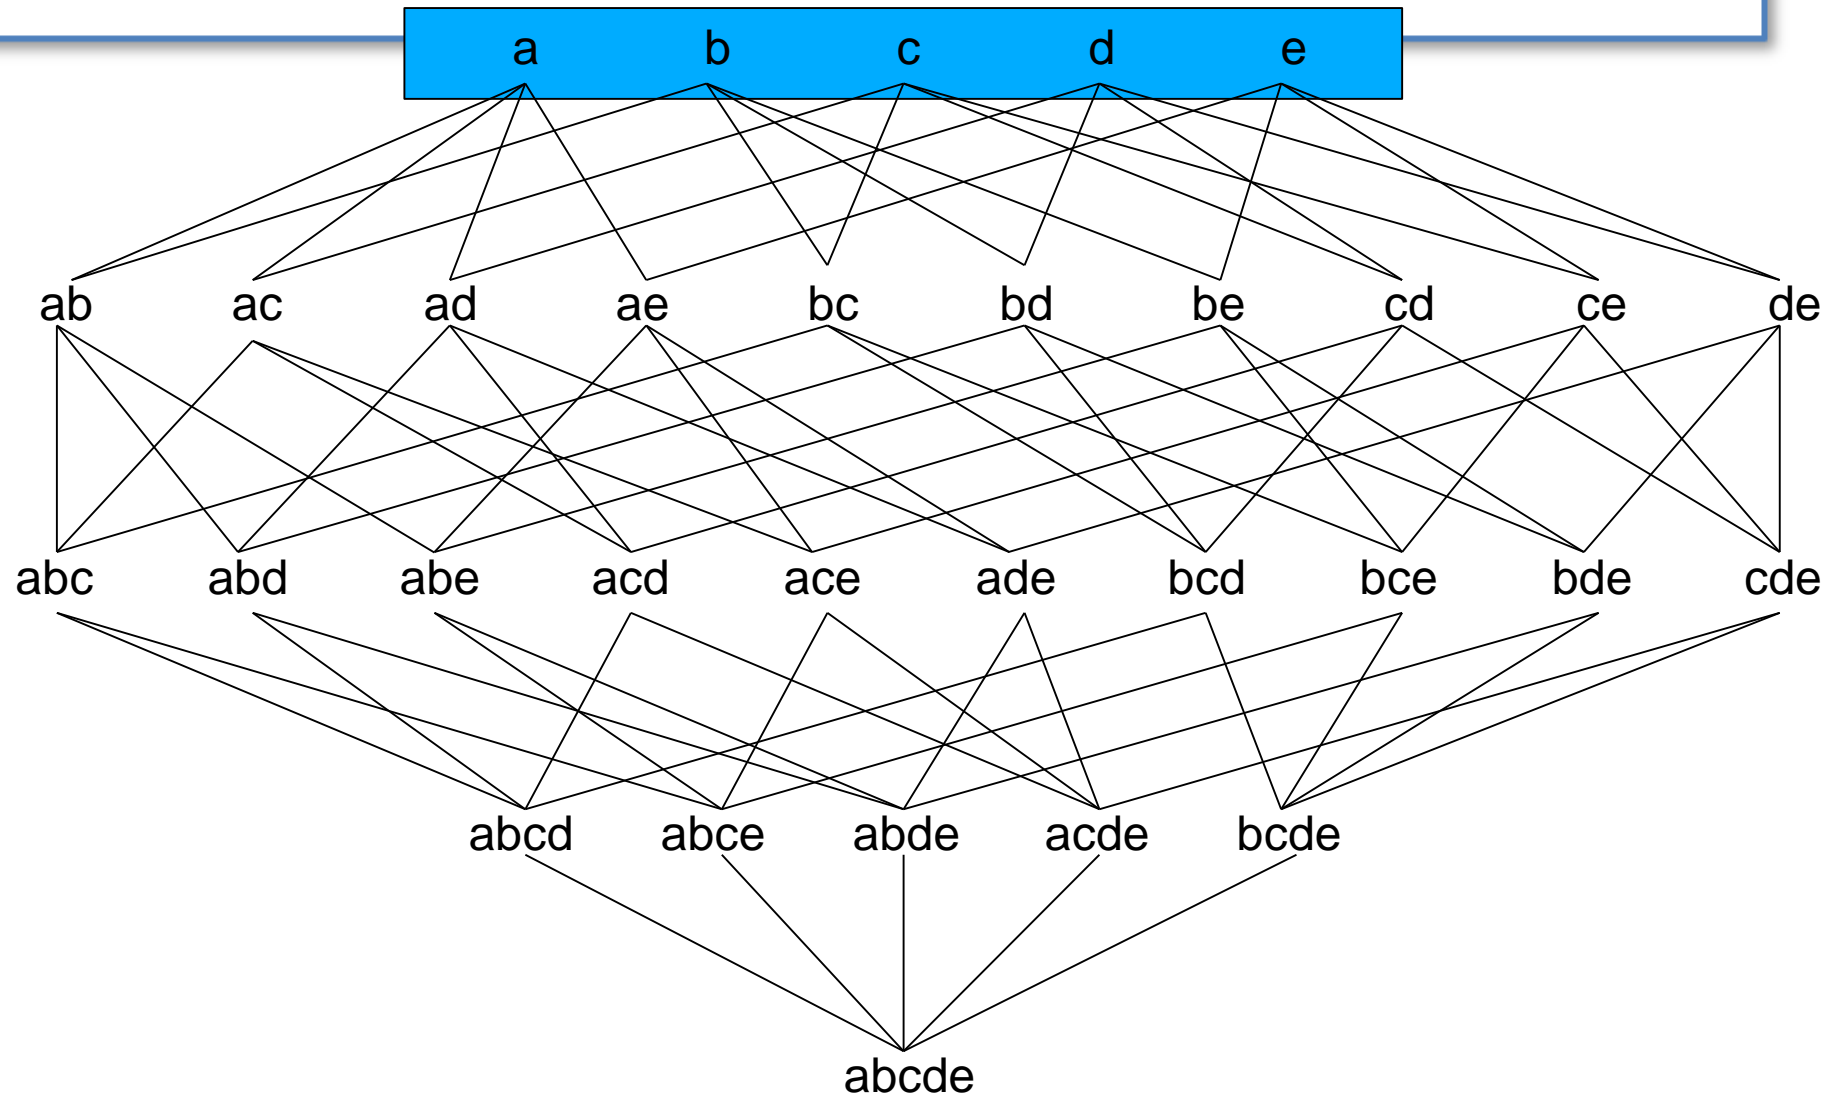 a b c d e
ab ac ad ae bc bd be cd ce de
abc abd abe acd ace ade bcd bce bde cde
abcd abce abde acde bcde
abcde